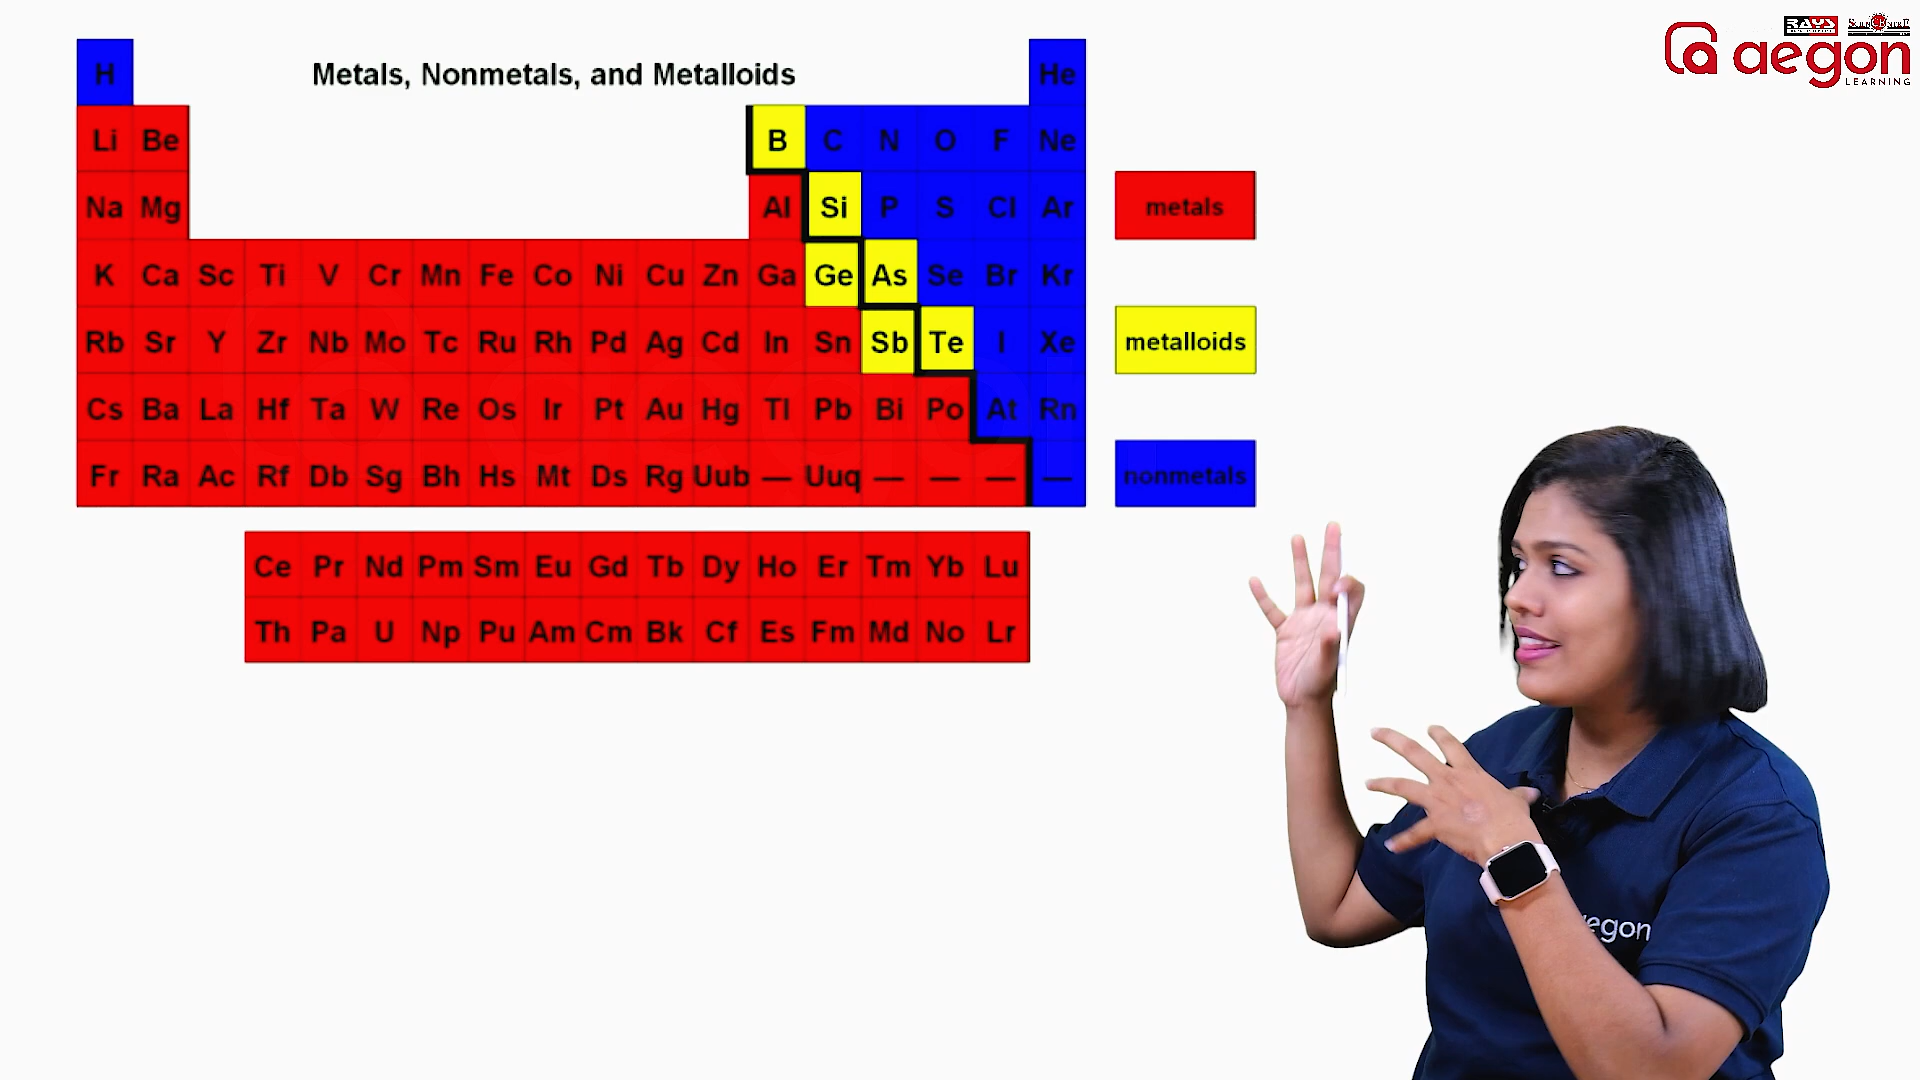 RAYS
aegon
LEARNING
H He
Metals, Nonmetals, and Metalloids
Li Be B C N O F Ne
Na Mg Al Si P S Cl Ar
metals
K Ca Sc Ti V Cr Mn Fe Co Ni Cu Zn Ga Ge As Se Br Kr
Rb Sr Y Zr Nb Mo Tc Ru Rh Pd Ag Cd In Sn Sb Te I Xe
metalloids
Cs Ba La Hf Ta W Re Os Ir Pt Au Hg Tl Pb Bi Po At Rn
Fr Ra Ac Rf Db Sg Bh Hs Mt Ds Rg Uub — Uuq — — — —
nonmetals
Ce Pr Nd Pm Sm Eu Gd Tb Dy Ho Er Tm Yb Lu
Th Pa U Np Pu Am Cm Bk Cf Es Fm Md No Lr
egon